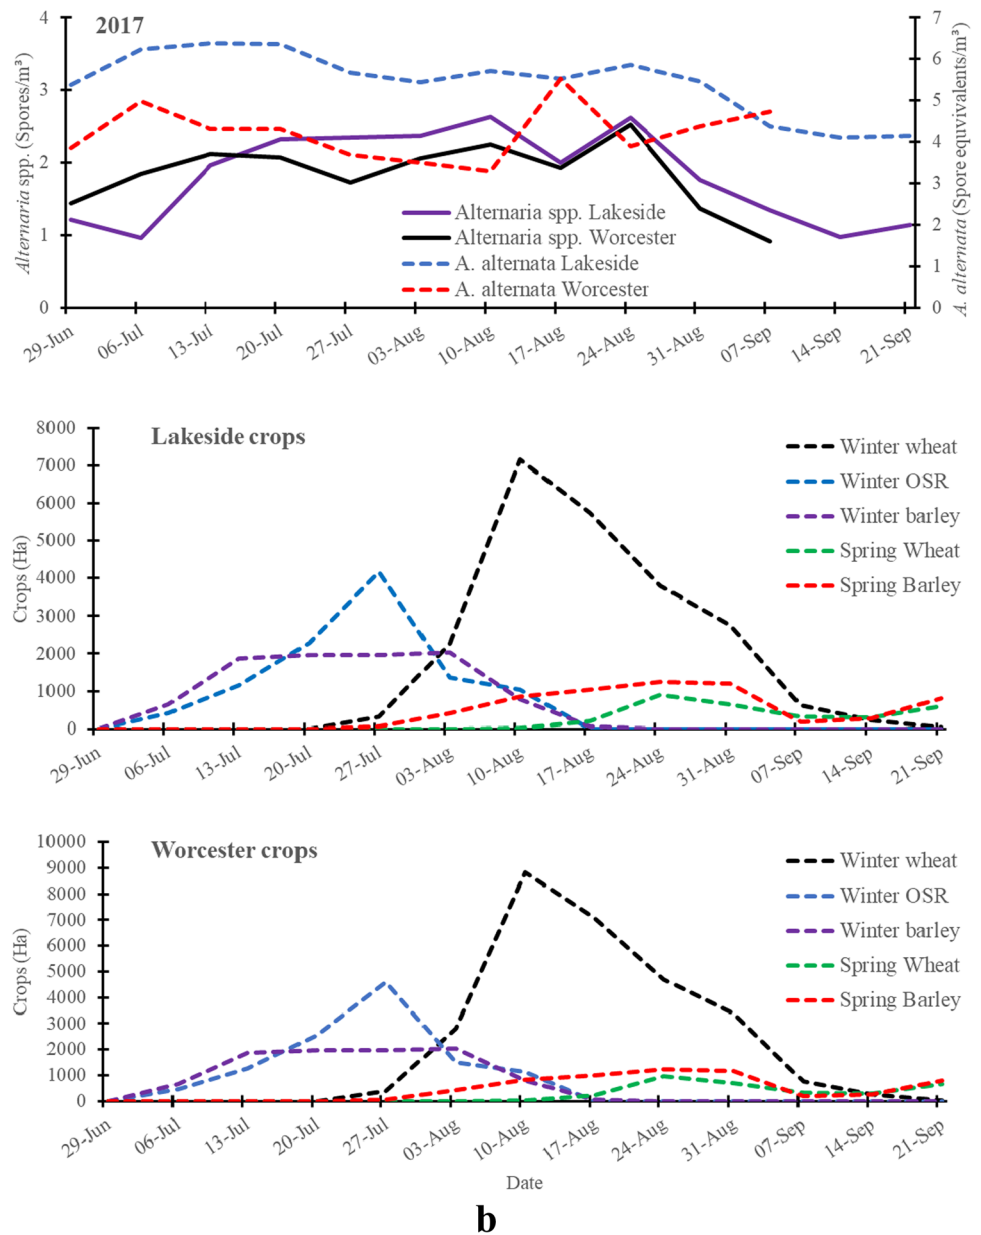 2017
4
3
2
1
0
Alternaria spp. (Spores/m³)
7
6
5
4
3
2
1
0
A. alternata (Spore equivalents/m³)
Alternaria spp. Lakeside
Alternaria spp. Worcester
A. alternata Lakeside
A. alternata Worcester
29-Jun 06-Jul 13-Jul 20-Jul 27-Jul 03-Aug 10-Aug 17-Aug 24-Aug 31-Aug 07-Sep 14-Sep 21-Sep
Lakeside crops
8000
7000
6000
5000
4000
3000
2000
1000
0
Crops (Ha)
Winter wheat
Winter OSR
Winter barley
Spring Wheat
Spring Barley
29-Jun 06-Jul 13-Jul 20-Jul 27-Jul 03-Aug 10-Aug 17-Aug 24-Aug 31-Aug 07-Sep 14-Sep 21-Sep
Worcester crops
10000
9000
8000
7000
6000
5000
4000
3000
2000
1000
0
Crops (Ha)
Winter wheat
Winter OSR
Winter barley
Spring Wheat
Spring Barley
29-Jun 06-Jul 13-Jul 20-Jul 27-Jul 03-Aug 10-Aug 17-Aug 24-Aug 31-Aug 07-Sep 14-Sep 21-Sep
Date
b